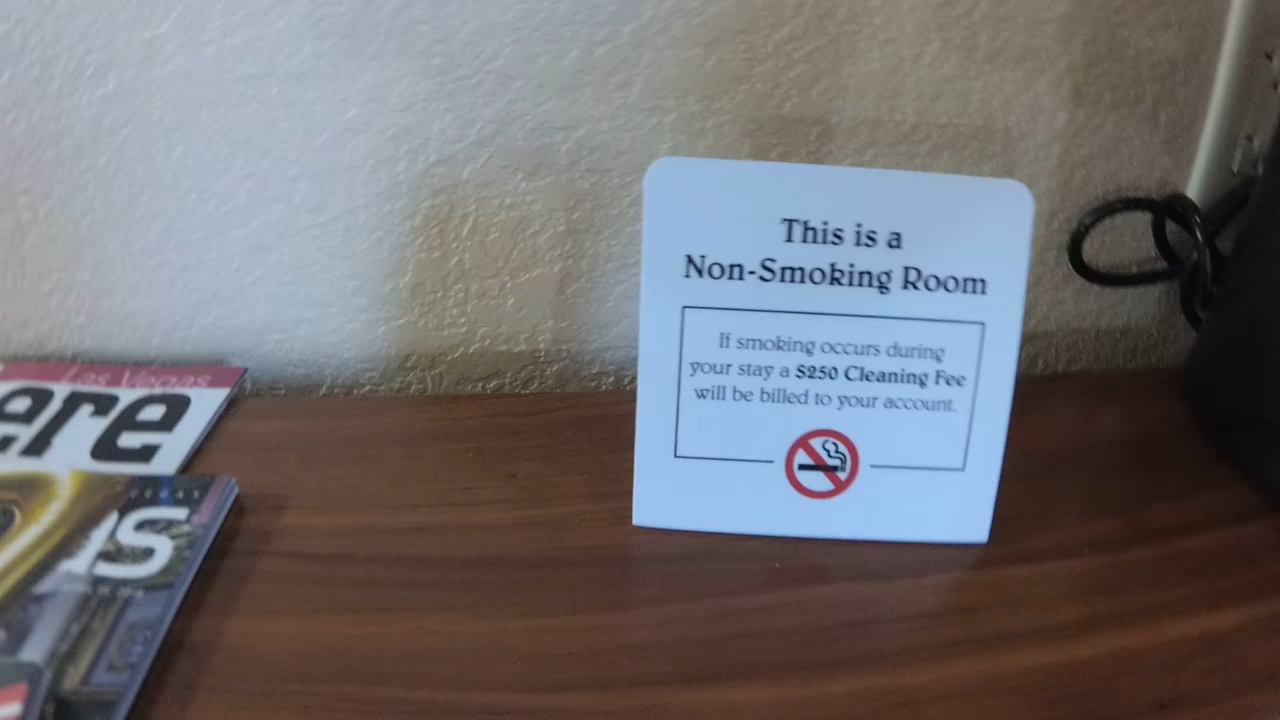 This is a
Non-Smoking Room
If smoking occurs during
your stay a $250 Cleaning Fee
will be billed to your account.
Las Vegas
ere
VEGAS
as